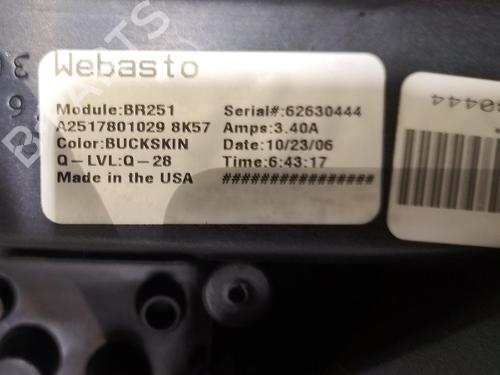 Webasto
Module:BR251 Serial#:62630444
A2517801029 8K57 Amps:3.40A
Color:BUCKSKIN Date:10/23/06
Q-LVL:Q-28 Time:6:43:17
Made in the USA ################